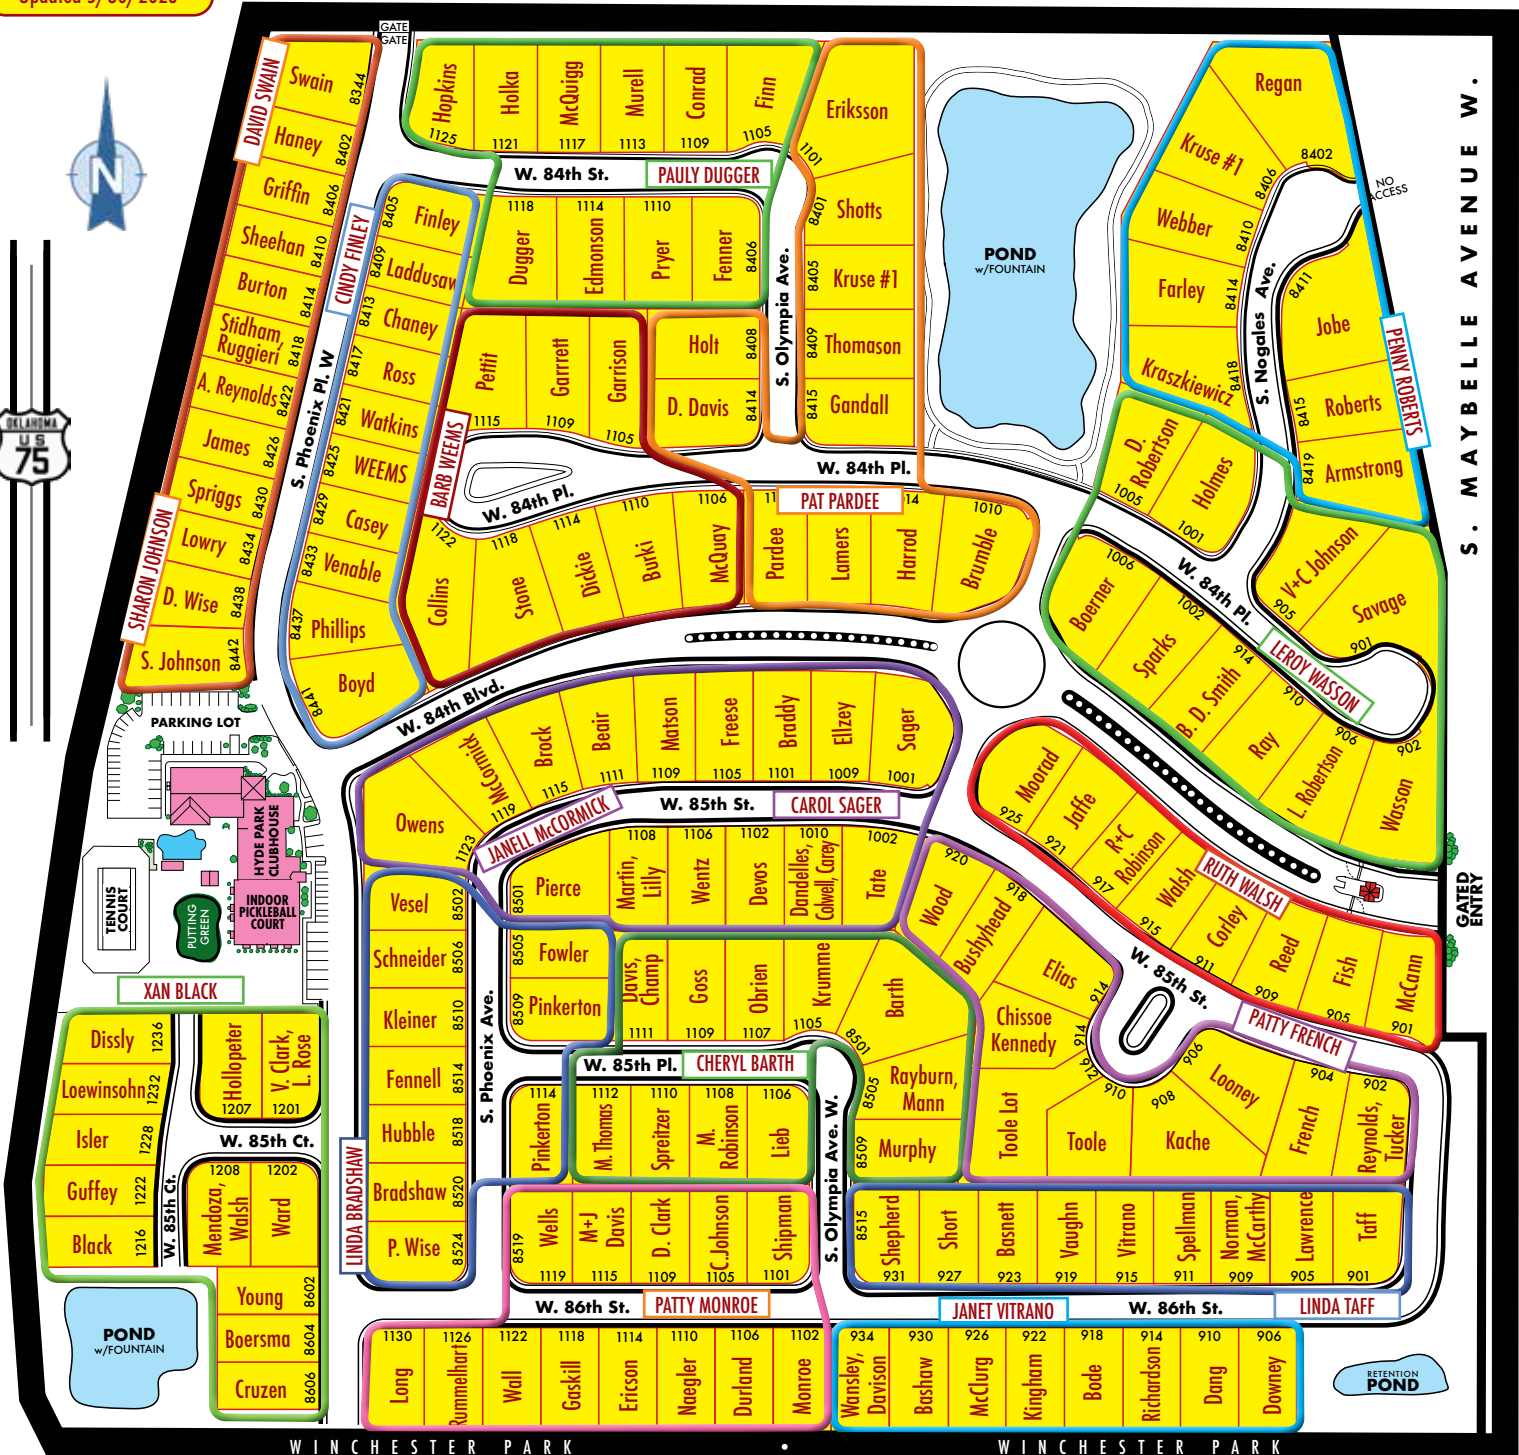 GATE
GATE
DAVID SWAIN
Swain
8344
Haney
8402
Griffin
8406
Sheehan
8410
Burton
8414
Stidham,
Ruggieri
8418
A. Reynolds
8422
James
8426
Spriggs
8430
Lowry
8434
D. Wise
8438
S. Johnson
8442
SHARON JOHNSON
N
OKLAHOMA
US
75
S. Phoenix Pl. W
CINDY FINLEY
8405
Finley
8409
Laddusaw
8413
Chaney
8417
Ross
8421
Watkins
8425
WEEMS
8429
Casey
8433
Venable
8437
Phillips
8441
Boyd
Hopkins
1125
Holka
1121
McQuigg
1117
Murell
1113
Conrad
1109
Finn
1105
W. 84th St.
PAULY DUGGER
1118
Dugger
1114
Edmonson
1110
Pryer
Fenner
8406
Eriksson
1101
8401
Shotts
8405
Kruse #1
8409
Thomason
8415
Gandall
S. Olympia Ave.
Holt
8408
D. Davis
8414
Pettit
1115
Garrett
1109
Garrison
1105
BARB WEEMS
W. 84th Pl.
W. 84th Pl.
1122
Collins
1118
Stone
1114
Dickie
1110
Burki
1106
McQuay
PAT PARDEE
11
Pardee
Lamers
14
Harrod
1010
Brumble
POND
w/FOUNTAIN
Regan
Kruse #1
8402
8406
Webber
8410
Farley
8414
Kraszkiewicz
8418
NO
ACCESS
S. Nogales Ave.
8411
Jobe
8415
Roberts
8419
Armstrong
PENNY ROBERTS
S. MAYBELLE AVENUE W.
D.
Robertson
1005
Holmes
1001
V+C Johnson
905
Savage
901
W. 84th Pl.
LEROY WASSON
1006
Boerner
1002
Sparks
914
B. D. Smith
910
Ray
906
L. Robertson
902
Wasson
W. 84th Blvd.
PARKING LOT
HYDE PARK
CLUBHOUSE
INDOOR
PICKLEBALL
COURT
TENNIS
COURT
PUTTING
GREEN
XAN BLACK
Owens
1123
McCormick
1119
Brock
1115
Beair
1111
Matson
1109
Freese
1105
Braddy
1101
Ellzey
1009
Sager
1001
JANELL McCORMICK
W. 85th St.
CAROL SAGER
8501
Pierce
1108
Martin,
Lilly
1106
Wentz
1102
Devos
1010
Dandelles,
Colwell, Carey
1002
Tate
Moorad
925
Jaffe
921
R+C
Robinson
917
Walsh
915
Corley
911
Reed
909
Fish
905
McCann
901
RUTH WALSH
GATED
ENTRY
920
Wood
918
Bushyhead
Elias
914
Chissoe
Kennedy
914
912
Toole Lot
910
Toole
908
Kache
906
Looney
904
French
902
Reynolds,
Tucker
W. 85th St.
PATTY FRENCH
Vesel
8502
Schneider
8506
Kleiner
8510
Fennell
8514
Hubble
8518
Bradshaw
8520
P. Wise
8524
LINDA BRADSHAW
S. Phoenix Ave.
8505
Fowler
8509
Pinkerton
Davis,
Champ
1111
Goss
1109
Obrien
1107
Krumme
1105
Barth
8501
8505
Rayburn,
Mann
8509
Murphy
W. 85th Pl.
CHERYL BARTH
1114
Pinkerton
1112
M. Thomas
1110
Spreitzer
1108
M.
Robinson
1106
Lieb
S. Olympia Ave. W.
8519
Wells
1119
M+J
Davis
1115
D. Clark
1109
C.Johnson
1105
Shipman
1101
8515
Shepherd
931
Short
927
Basnett
923
Vaughn
919
Vitrano
915
Spellman
911
Norman,
McCarthy
909
Lawrence
905
Taff
901
W. 86th St.
PATTY MONROE
JANET VITRANO
W. 86th St.
LINDA TAFF
1130
Long
1126
Rummelhart
1122
Wall
1118
Gaskill
1114
Ericson
1110
Naegler
1106
Durland
1102
Monroe
934
Wansley,
Davison
930
Bashaw
926
McClurg
922
Kingham
918
Bode
914
Richardson
910
Dang
906
Downey
RETENTION
POND
Dissly
1236
Loewinsohn
1232
Isler
1228
Guffey
1222
Black
1216
W. 85th Ct.
Hollopeter
1207
V. Clark,
L. Rose
1201
W. 85th Ct.
1208
Mendoza,
Walsh
1202
Ward
Young
8602
Boersma
8604
Cruzen
8606
POND
w/FOUNTAIN
WINCHESTER PARK • WINCHESTER PARK